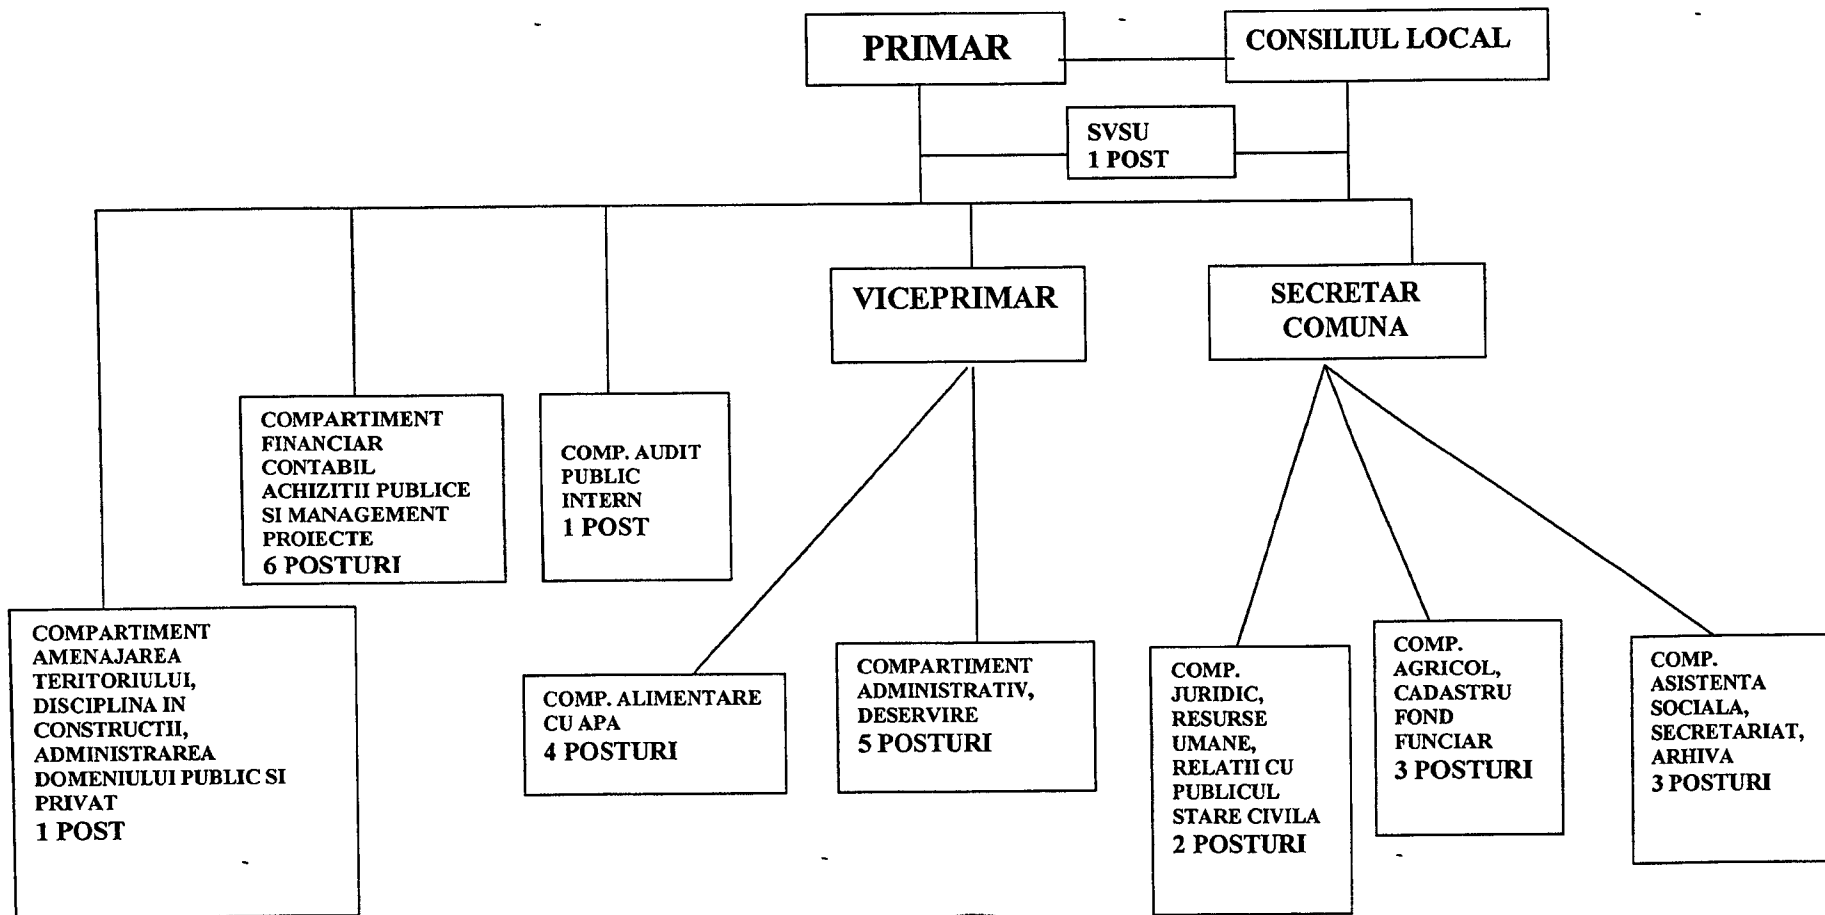 PRIMAR
CONSILIUL LOCAL
SVSU
1 POST
VICEPRIMAR
SECRETAR
COMUNA
COMPARTIMENT
FINANCIAR
CONTABIL
ACHIZITII PUBLICE
SI MANAGEMENT
PROIECTE
6 POSTURI
COMP. AUDIT
PUBLIC
INTERN
1 POST
COMPARTIMENT
AMENAJAREA
TERITORIULUI,
DISCIPLINA IN
CONSTRUCTII,
ADMINISTRAREA
DOMENIULUI PUBLIC SI
PRIVAT
1 POST
COMP. ALIMENTARE
CU APA
4 POSTURI
COMPARTIMENT
ADMINISTRATIV,
DESERVIRE
5 POSTURI
COMP.
JURIDIC,
RESURSE
UMANE,
RELATII CU
PUBLICUL
STARE CIVILA
2 POSTURI
COMP.
AGRICOL,
CADASTRU
FOND
FUNCIAR
3 POSTURI
COMP.
ASISTENTA
SOCIALA,
SECRETARIAT,
ARHIVA
3 POSTURI